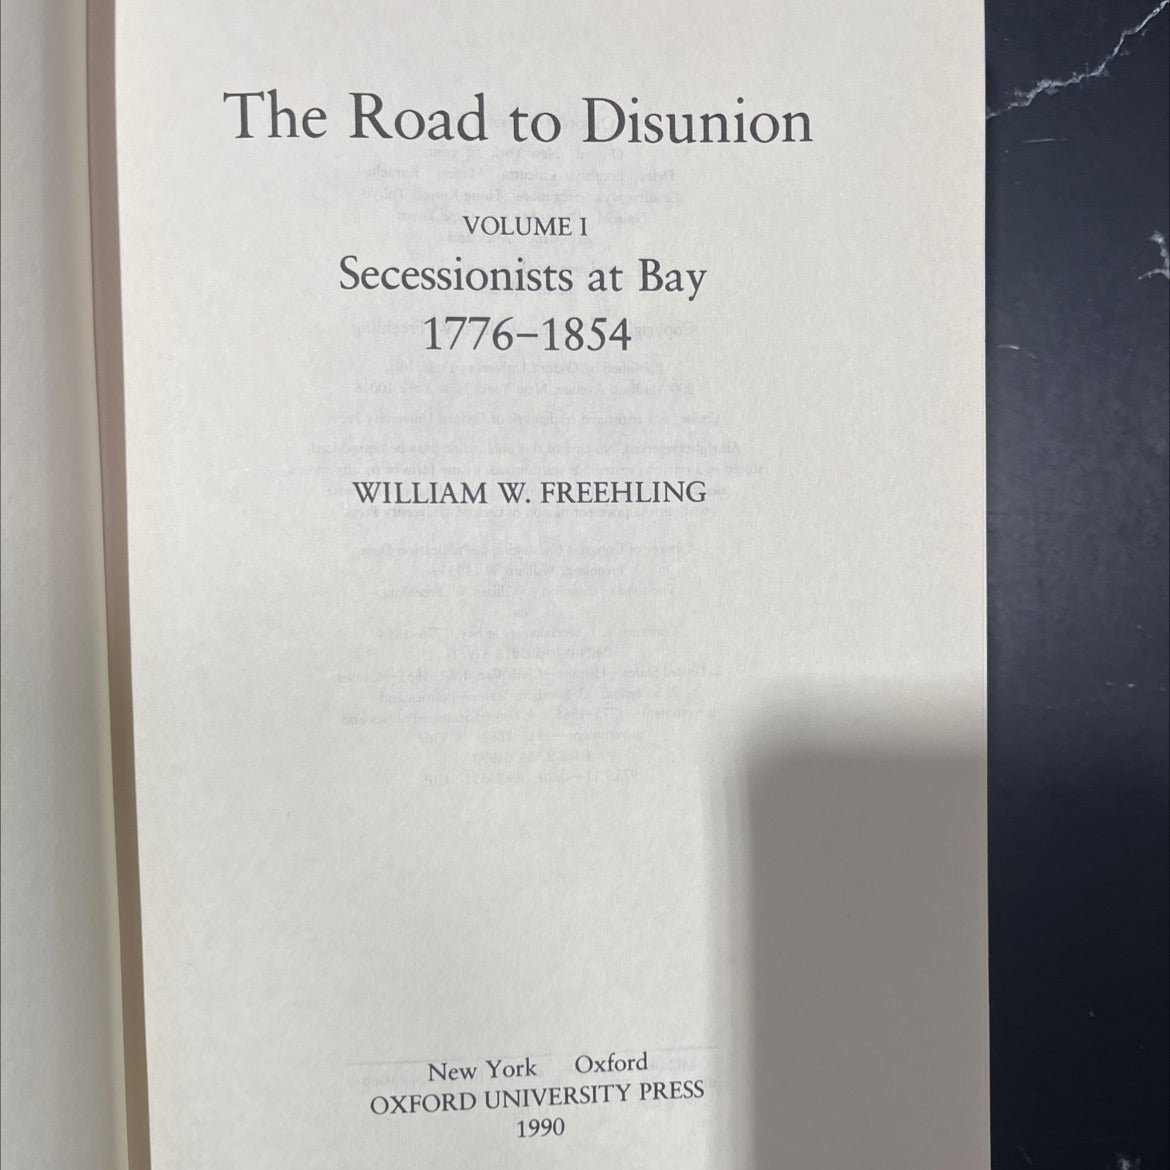 The Road to Disunion
VOLUME I
Secessionists at Bay
1776–1854
WILLIAM W. FREEHLING
New York Oxford
OXFORD UNIVERSITY PRESS
1990